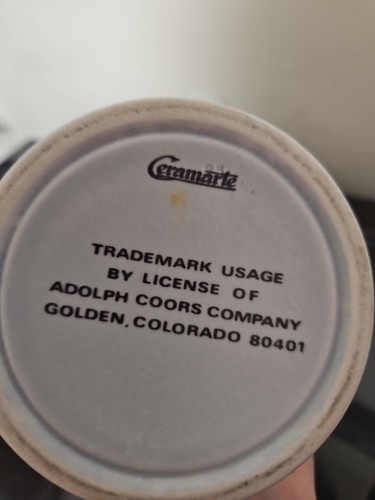 Ceramarte
TRADEMARK USAGE
BY LICENSE OF
ADOLPH COORS COMPANY
GOLDEN, COLORADO 80401